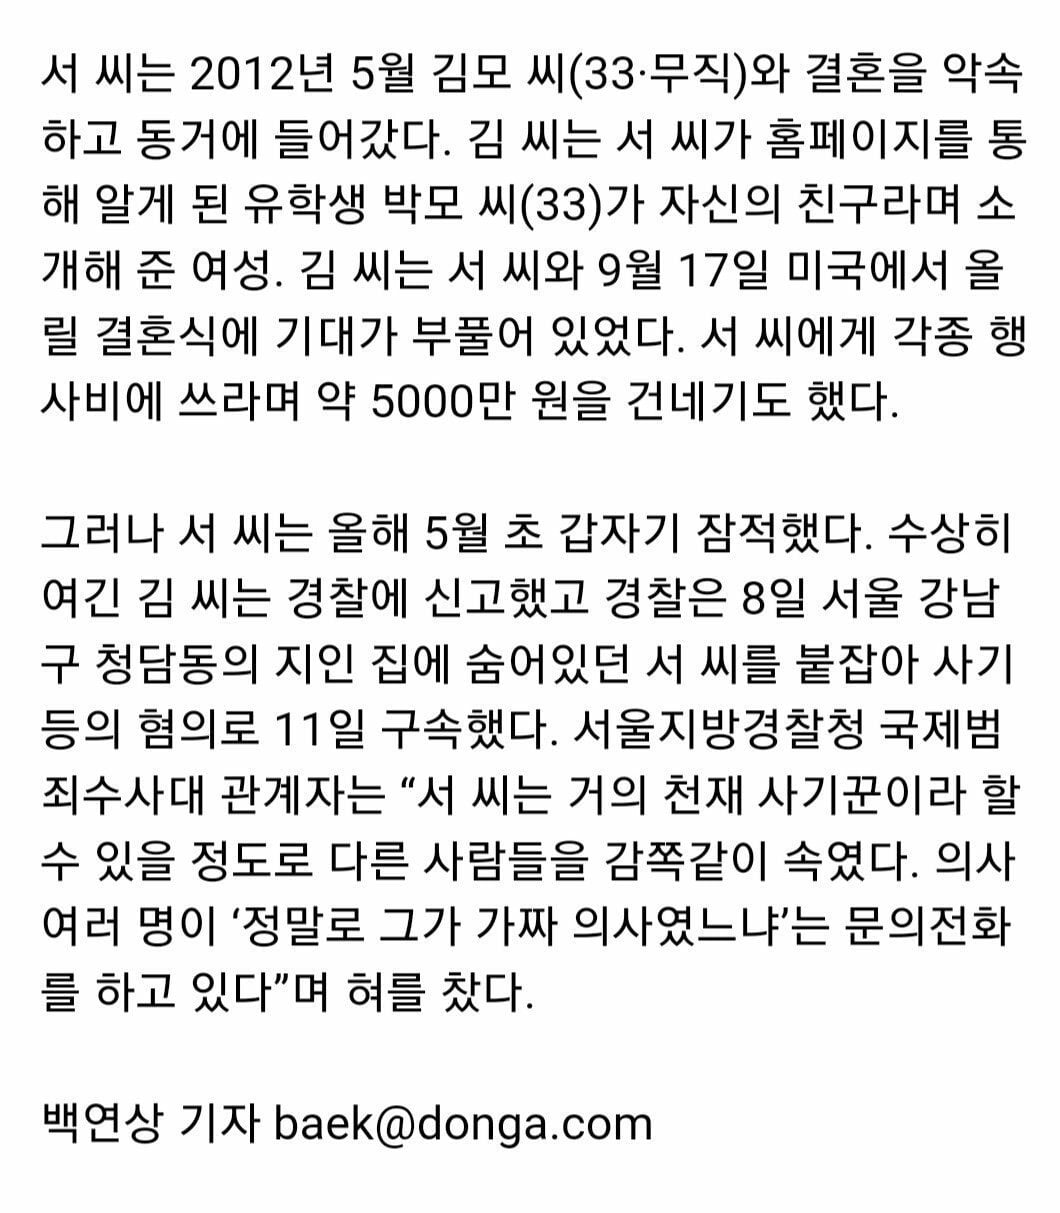 서 씨는 2012년 5월 김모 씨(33·무직)와 결혼을 약속
하고 동거에 들어갔다. 김 씨는 서 씨가 홈페이지를 통
해 알게 된 유학생 박모 씨(33)가 자신의 친구라며 소
개해 준 여성. 김 씨는 서 씨와 9월 17일 미국에서 올
릴 결혼식에 기대가 부풀어 있었다. 서 씨에게 각종 행
사비에 쓰라며 약 5000만 원을 건네기도 했다.
그러나 서 씨는 올해 5월 초 갑자기 잠적했다. 수상히
여긴 김 씨는 경찰에 신고했고 경찰은 8일 서울 강남
구 청담동의 지인 집에 숨어있던 서 씨를 붙잡아 사기
등의 혐의로 11일 구속했다. 서울지방경찰청 국제범
죄수사대 관계자는 “서 씨는 거의 천재 사기꾼이라 할
수 있을 정도로 다른 사람들을 감쪽같이 속였다. 의사
여러 명이 ‘정말로 그가 가짜 의사였느냐’는 문의전화
를 하고 있다”며 혀를 찼다.
백연상 기자 baek@donga.com